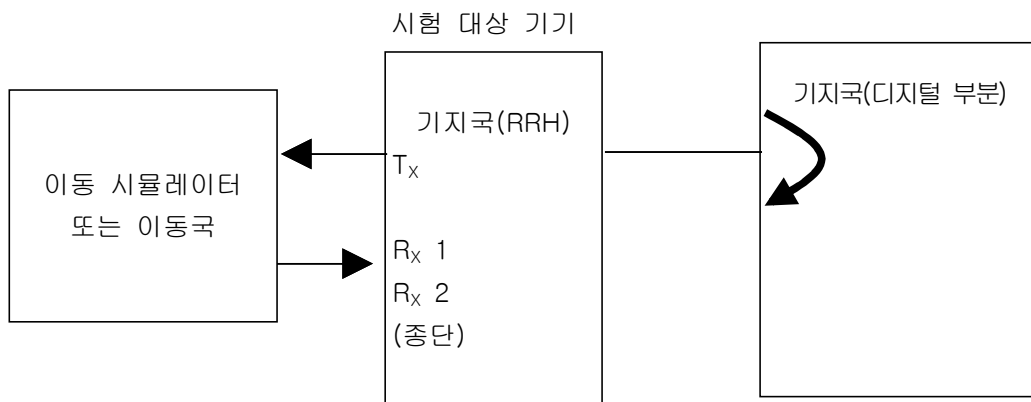 시험 대상 기기
이동 시뮬레이터
또는 이동국
기지국(RRH)
Tx
Rx 1
Rx 2
(종단)
기지국(디지털 부분)